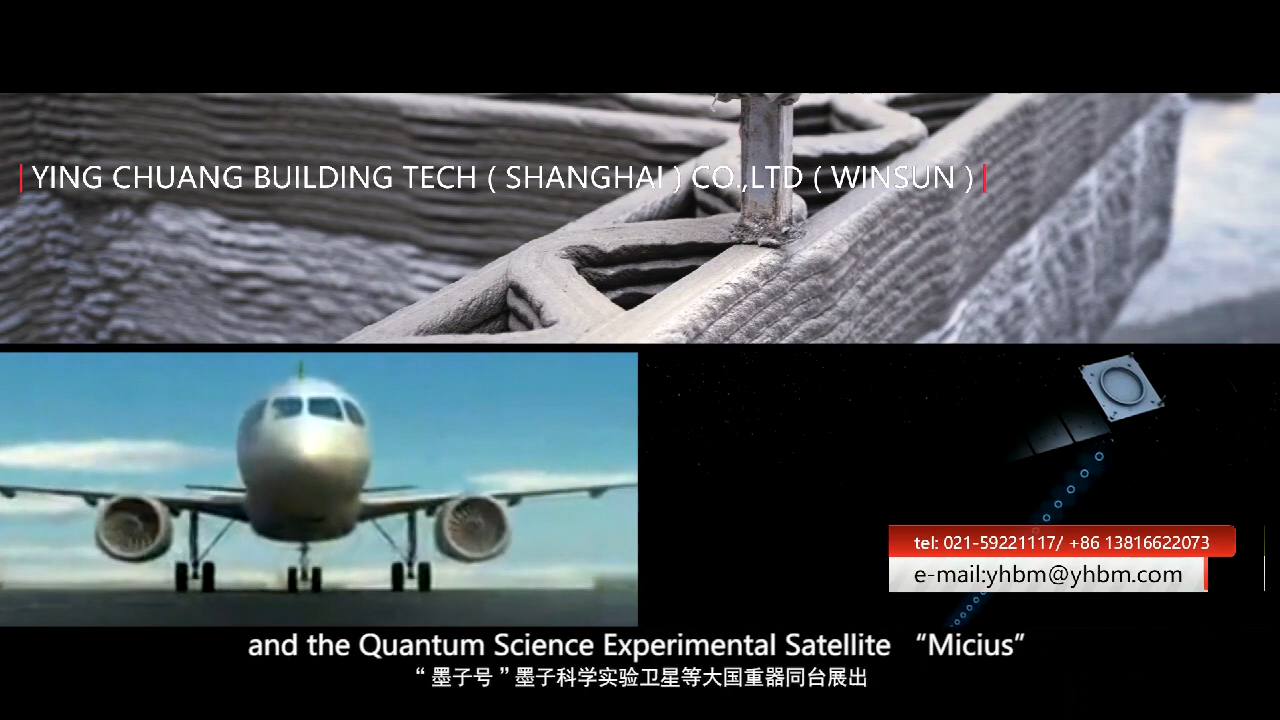 YING CHUANG BUILDING TECH ( SHANGHAI ) CO.,LTD ( WINSUN )
tel: 021-59221117/ +86 13816622073
e-mail:yhbm@yhbm.com
and the Quantum Science Experimental Satellite “Micius”
“墨子号”墨子科学实验卫星等大国重器同台展出